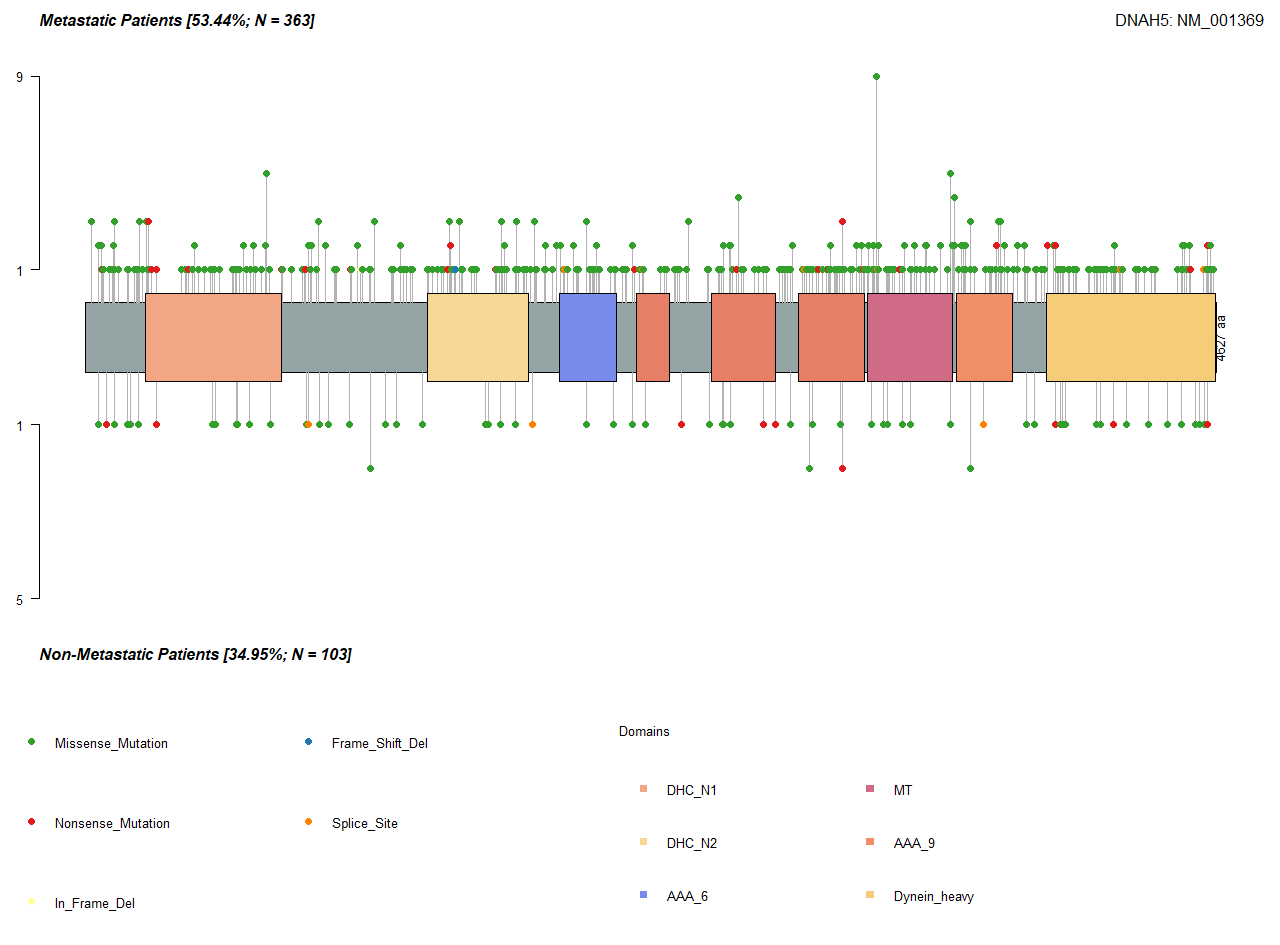 Metastatic Patients [53.44%; N = 363]
DNAH5: NM_001369
9
1
4627 aa
1
5
Non-Metastatic Patients [34.95%; N = 103]
Domains
Missense_Mutation
Frame_Shift_Del
DHC_N1
MT
Nonsense_Mutation
Splice_Site
DHC_N2
AAA_9
In_Frame_Del
AAA_6
Dynein_heavy